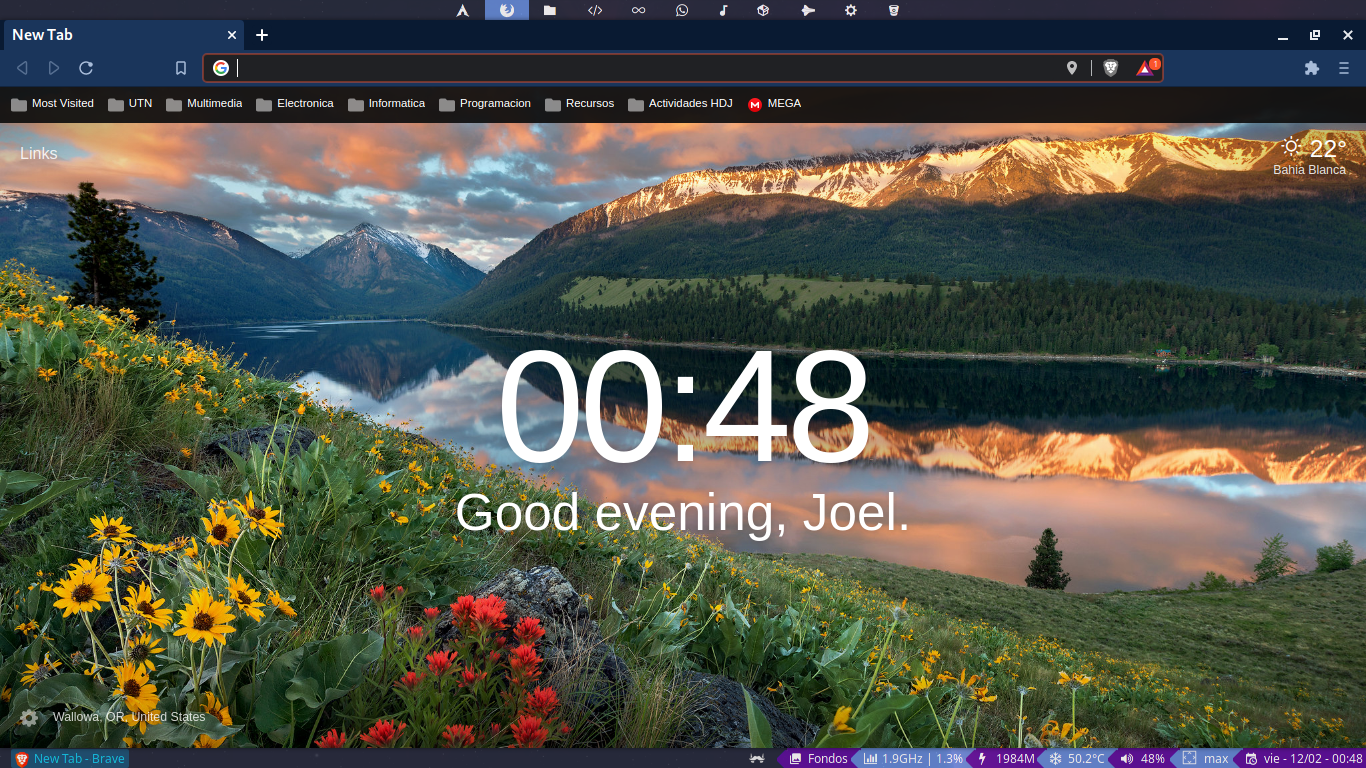 New Tab
1
Most Visited UTN Multimedia Electronica Informatica Programacion Recursos Actividades HDJ MEGA
Links
22°
Bahia Blanca
00:48
Good evening, Joel.
Wallowa, OR, United States
New Tab - Brave Fondos 1.9GHz | 1.3% 1984M 50.2°C 48% max vie - 12/02 - 00:48